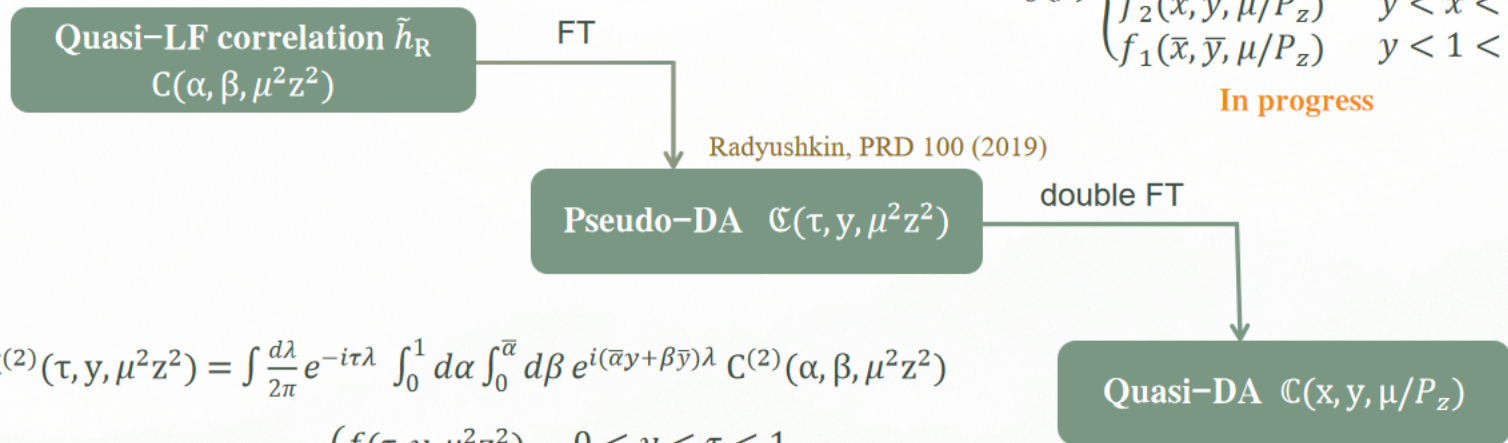 Quasi−LF correlation h̃_R
C(α, β, μ²z²)
FT
f₂(x, y, μ/P_z) y < x <
f₁(x̄, ȳ, μ/P_z) y < 1 <
In progress
Radyushkin, PRD 100 (2019)
Pseudo−DA ℭ(τ, y, μ²z²)
double FT
⁽²⁾(τ, y, μ²z²) = ∫ dλ/2π e^{−iτλ} ∫₀¹ dα ∫₀^ᾱ dβ e^{i(ᾱy+βȳ)λ} C⁽²⁾(α, β, μ²z²)
Quasi−DA ℂ(x, y, μ/P_z)